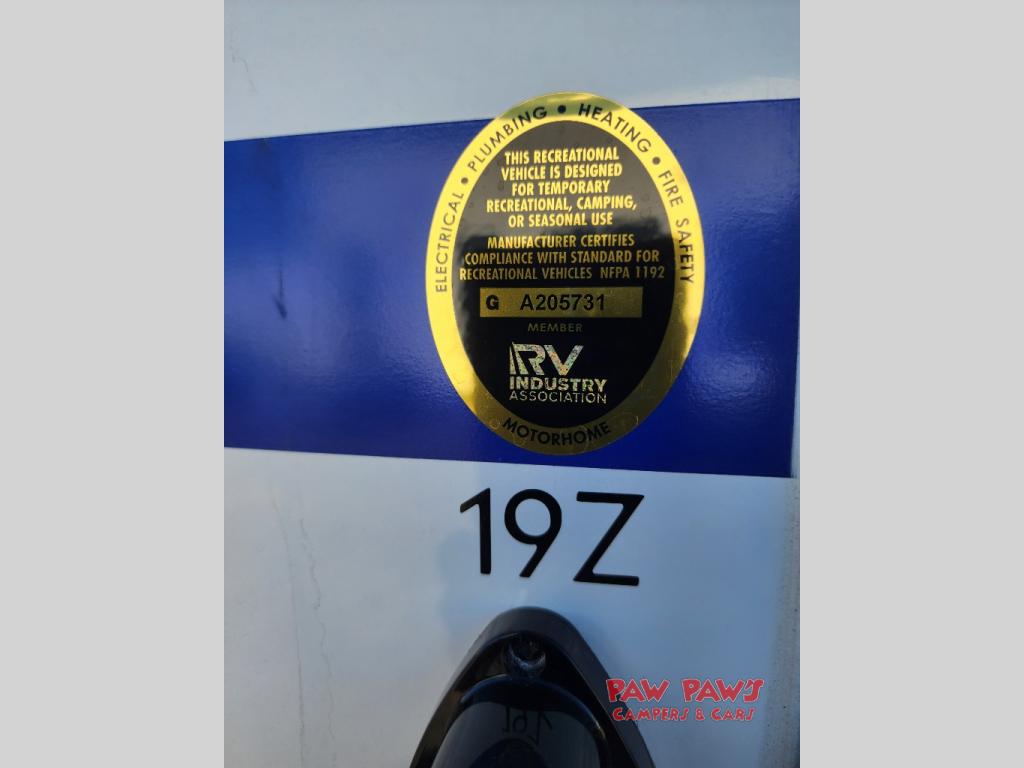 ELECTRICAL • PLUMBING • HEATING • FIRE SAFETY
THIS RECREATIONAL
VEHICLE IS DESIGNED
FOR TEMPORARY
RECREATIONAL, CAMPING,
OR SEASONAL USE
MANUFACTURER CERTIFIES
COMPLIANCE WITH STANDARD FOR
RECREATIONAL VEHICLES NFPA 1192
G A205731
MEMBER
RV
INDUSTRY
ASSOCIATION
MOTORHOME
19Z
PAW PAW'S
CAMPERS & CARS